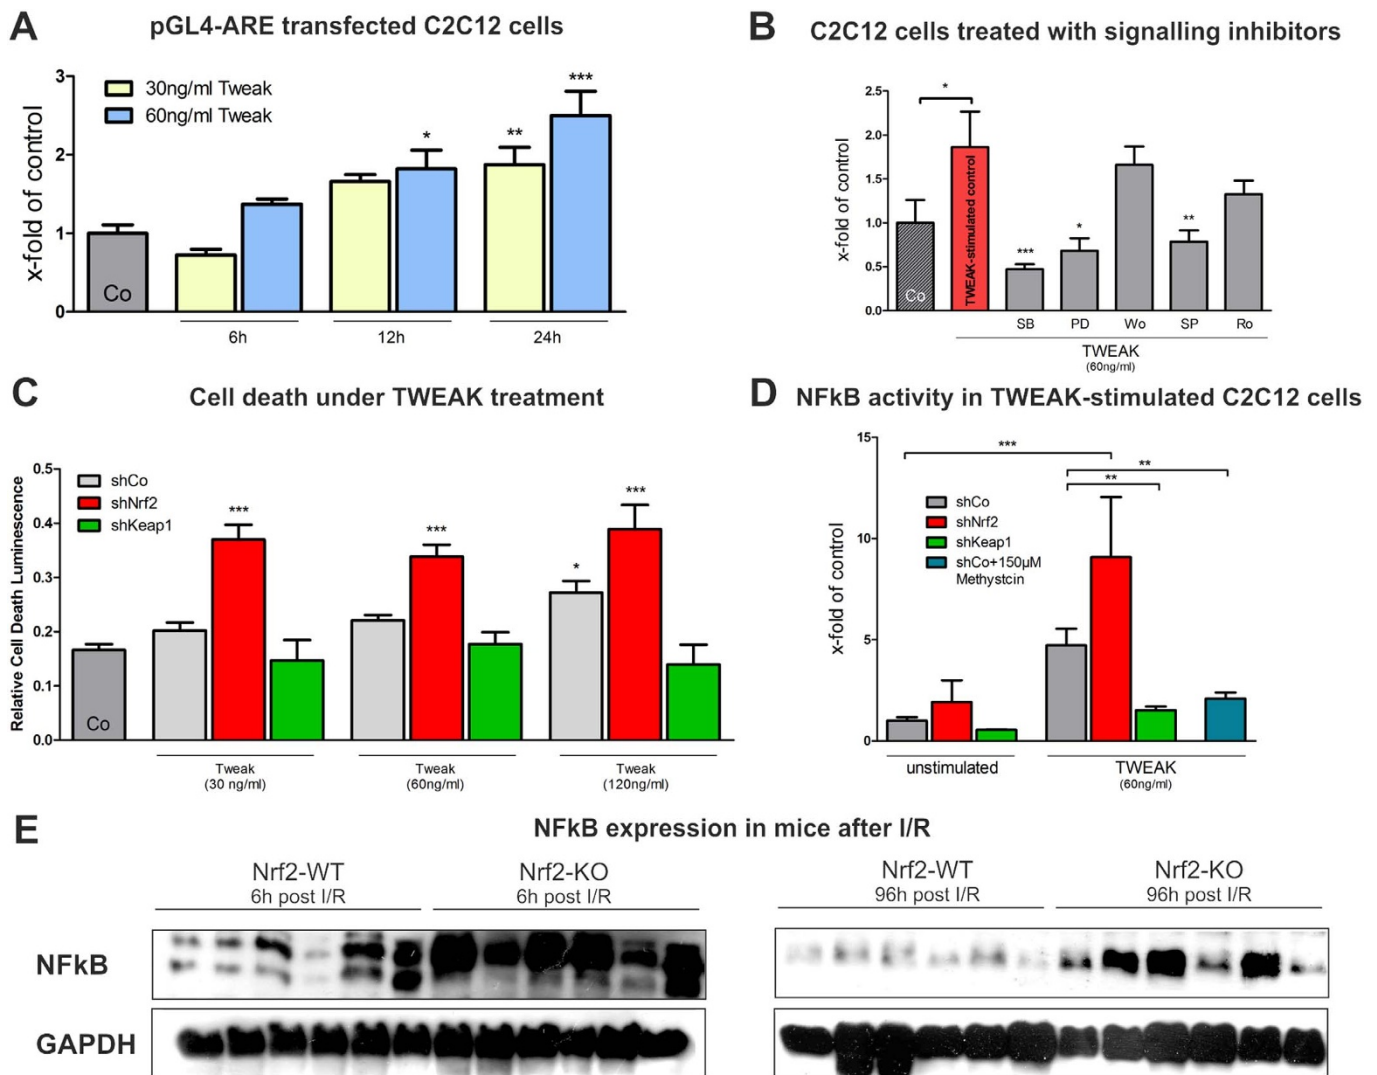 A
pGL4-ARE transfected C2C12 cells
x-fold of control
3
2
1
0
30ng/ml Tweak
60ng/ml Tweak
*
**
***
Co
6h
12h
24h
B
C2C12 cells treated with signalling inhibitors
x-fold of control
2.5
2.0
1.5
1.0
0.5
0.0
*
***
*
**
Co
TWEAK-stimulated control
SB
PD
Wo
SP
Ro
TWEAK
(60ng/ml)
C
Cell death under TWEAK treatment
Relative Cell Death Luminescence
0.5
0.4
0.3
0.2
0.1
0.0
shCo
shNrf2
shKeap1
***
***
*
***
Co
Tweak
(30 ng/ml)
Tweak
(60ng/ml)
Tweak
(120ng/ml)
D
NFkB activity in TWEAK-stimulated C2C12 cells
x-fold of control
15
10
5
0
***
**
**
shCo
shNrf2
shKeap1
shCo+150µM
Methystcin
unstimulated
TWEAK
(60ng/ml)
E
NFkB expression in mice after I/R
Nrf2-WT
6h post I/R
Nrf2-KO
6h post I/R
Nrf2-WT
96h post I/R
Nrf2-KO
96h post I/R
NFkB
GAPDH